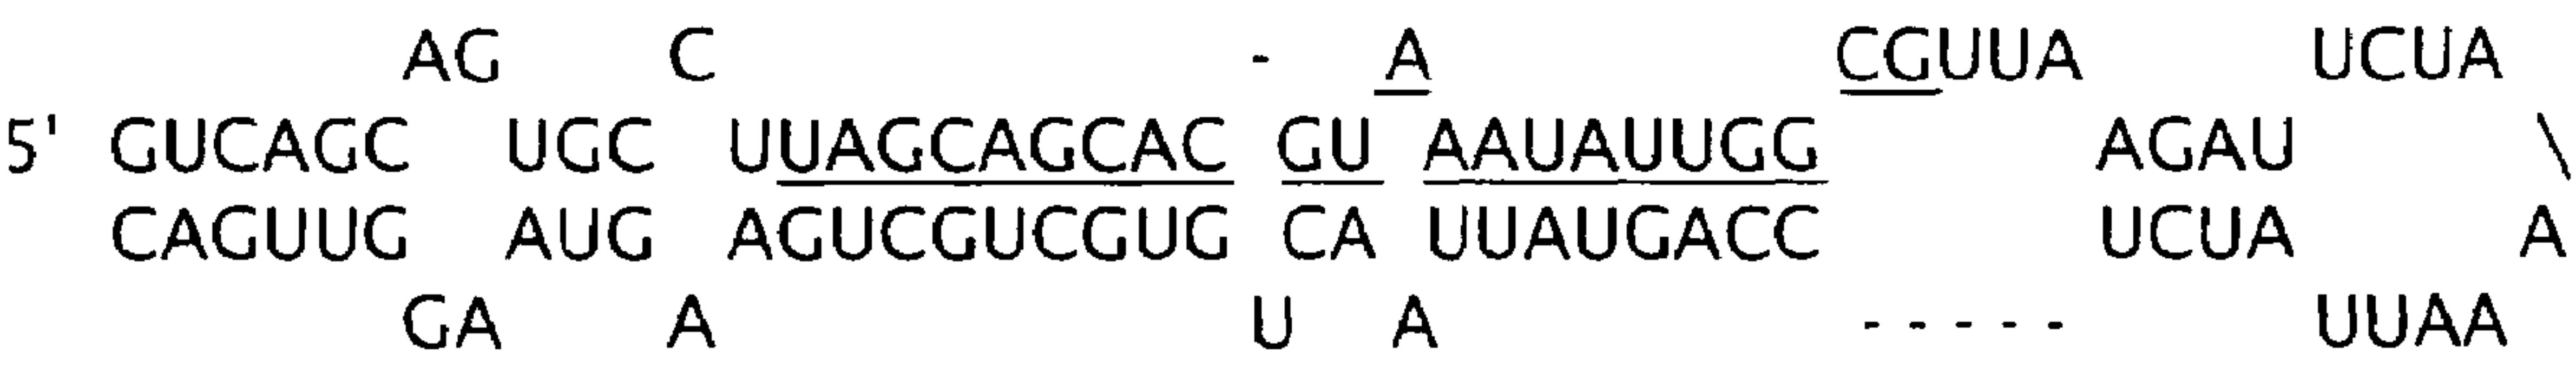 AG C - A CGUUA UCUA
5' GUCAGC UGC UUAGCAGCAC GU AAUAUUGG AGAU \
CAGUUG AUG AGUCGUCGUG CA UUAUGACC UCUA A
GA A U A - - - - - UUAA